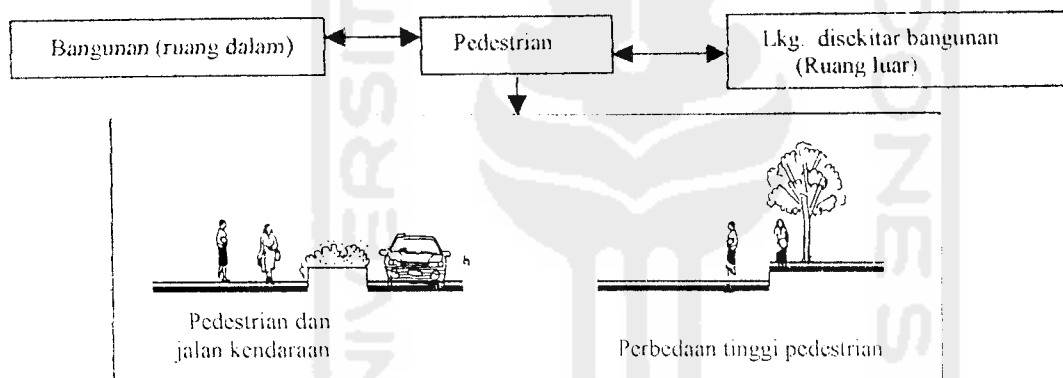 Bangunan (ruang dalam)
Pedestrian
Lkg. disekitar bangunan
(Ruang luar)
h
Pedestrian dan
jalan kendaraan
Perbedaan tinggi pedestrian